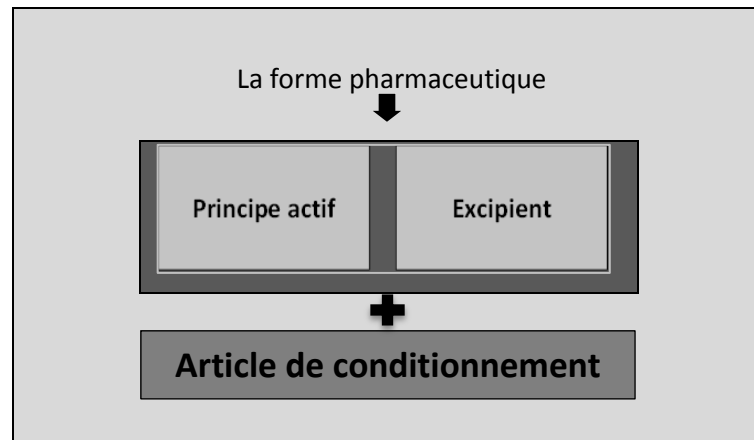 La forme pharmaceutique
Principe actif
Excipient
Article de conditionnement